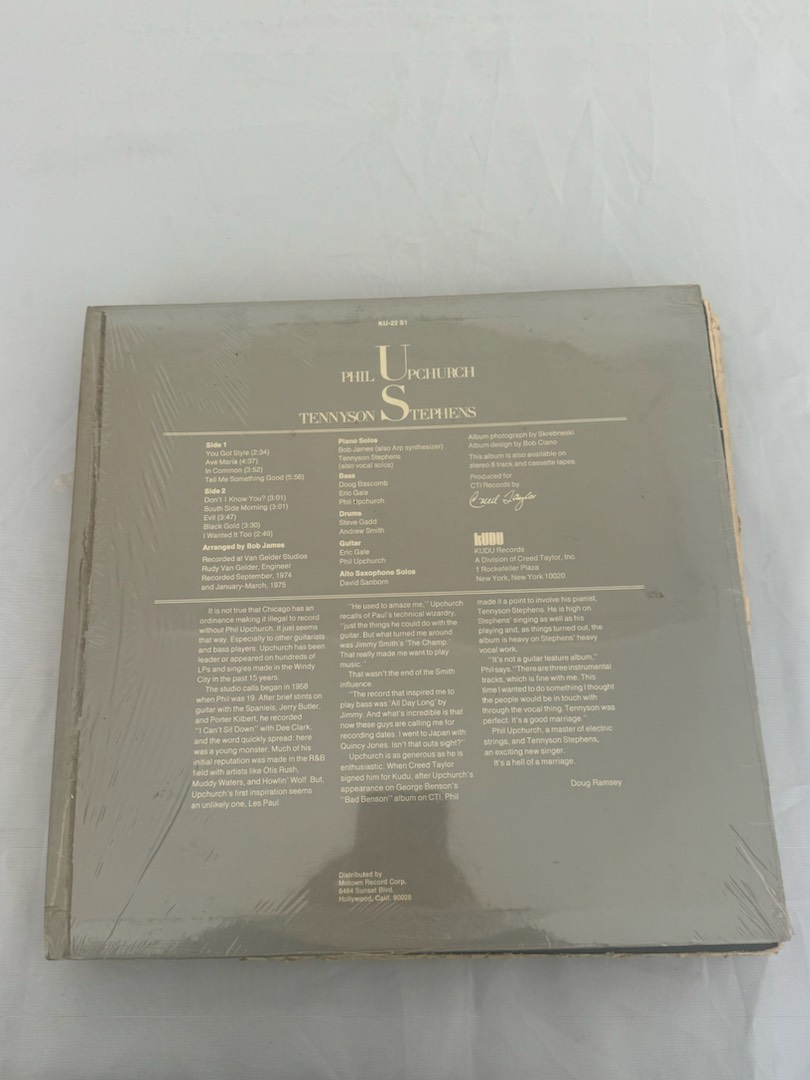 KU-22 S1
PHIL UPCHURCH
TENNYSON STEPHENS
Side 1
You Got Style (2:34)
Ave Maria (4:37)
In Common (3:52)
Tell Me Something Good (5:56)
Side 2
Don't I Know You? (3:01)
South Side Morning (3:01)
Evil (3:47)
Black Gold (3:30)
I Wanted It Too (2:49)
Arranged by Bob James
Recorded at Van Gelder Studios
Rudy Van Gelder, Engineer
Recorded September, 1974
and January-March, 1975
Piano Solos
Bob James (also Arp synthesizer)
Tennyson Stephens
(also vocal solos)
Bass
Doug Bascomb
Eric Gale
Phil Upchurch
Drums
Steve Gadd
Andrew Smith
Guitar
Eric Gale
Phil Upchurch
Alto Saxophone Solos
David Sanborn
Album photograph by Skrebneski
Album design by Bob Ciano
This album is also available on
stereo 8 track and cassette tapes.
Produced for
CTI Records by
Creed Taylor
KUDU
KUDU Records
A Division of Creed Taylor, Inc.
1 Rockefeller Plaza
New York, New York 10020
It is not true that Chicago has an
ordinance making it illegal to record
without Phil Upchurch. It just seems
that way. Especially to other guitarists
and bass players. Upchurch has been
leader or appeared on hundreds of
LPs and singles made in the Windy
City in the past 15 years.
The studio calls began in 1958
when Phil was 19. After brief stints on
guitar with the Spaniels, Jerry Butler,
and Porter Kilbert, he recorded
"I Can't Sit Down" with Dee Clark,
and the word quickly spread: here
was a young monster. Much of his
initial reputation was made in the R&B
field with artists like Otis Rush,
Muddy Waters, and Howlin' Wolf. But,
Upchurch's first inspiration seems
an unlikely one, Les Paul.
"He used to amaze me," Upchurch
recalls of Paul's technical wizardry,
"just the things he could do with the
guitar. But what turned me around
was Jimmy Smith's 'The Champ.'
That really made me want to play
music."
That wasn't the end of the Smith
influence.
"The record that inspired me to
play bass was 'All Day Long' by
Jimmy. And what's incredible is that
now these guys are calling me for
recording dates. I went to Japan with
Quincy Jones. Isn't that outa sight?"
Upchurch is as generous as he is
enthusiastic. When Creed Taylor
signed him for Kudu, after Upchurch's
appearance on George Benson's
"Bad Benson" album on CTI, Phil
made it a point to involve his pianist,
Tennyson Stephens. He is high on
Stephens' singing as well as his
playing and, as things turned out, the
album is heavy on Stephens' heavy
vocal work.
"It's not a guitar feature album,"
Phil says. "There are three instrumental
tracks, which is fine with me. This
time I wanted to do something I thought
the people would be in touch with
through the vocal thing. Tennyson was
perfect. It's a good marriage."
Phil Upchurch, a master of electric
strings, and Tennyson Stephens,
an exciting new singer.
It's a hell of a marriage.
Doug Ramsey
Distributed by
Motown Record Corp.
6464 Sunset Blvd.
Hollywood, Calif. 90028